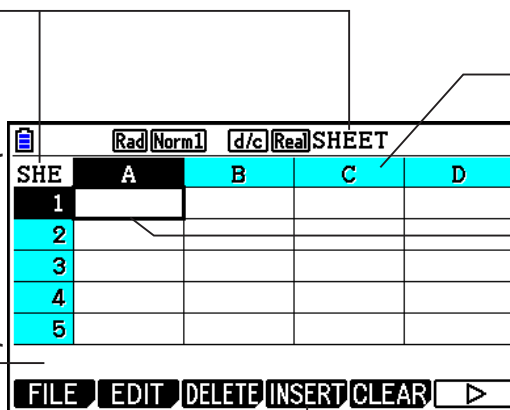 Rad Norm1 d/c Real SHEET
SHE A B C D
1
2
3
4
5
FILE EDIT DELETE INSERT CLEAR ▷